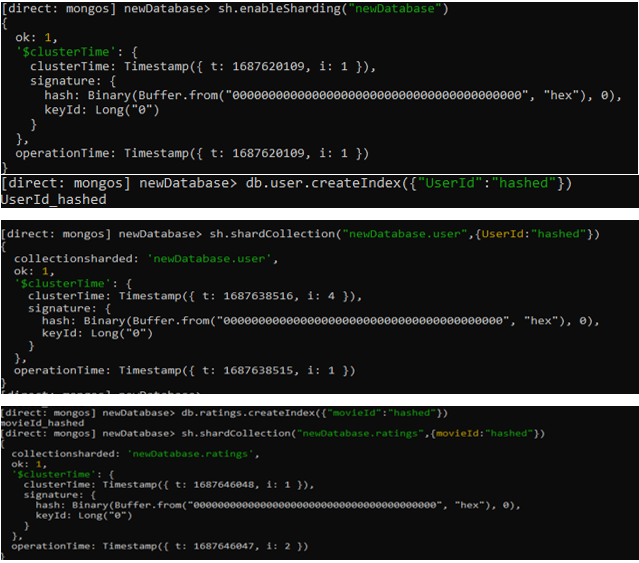 [direct: mongos] newDatabase> sh.enableSharding("newDatabase")
{
  ok: 1,
  '$clusterTime': {
    clusterTime: Timestamp({ t: 1687620109, i: 1 }),
    signature: {
      hash: Binary(Buffer.from("0000000000000000000000000000000000000000", "hex"), 0),
      keyId: Long("0")
    }
  },
  operationTime: Timestamp({ t: 1687620109, i: 1 })
}
[direct: mongos] newDatabase> db.user.createIndex({"UserId":"hashed"})
UserId_hashed
[direct: mongos] newDatabase> sh.shardCollection("newDatabase.user",{UserId:"hashed"})
{
  collectionsharded: 'newDatabase.user',
  ok: 1,
  '$clusterTime': {
    clusterTime: Timestamp({ t: 1687638516, i: 4 }),
    signature: {
      hash: Binary(Buffer.from("0000000000000000000000000000000000000000", "hex"), 0),
      keyId: Long("0")
    }
  },
  operationTime: Timestamp({ t: 1687638515, i: 1 })
}
[direct: mongos] newDatabase> db.ratings.createIndex({"movieId":"hashed"})
movieId_hashed
[direct: mongos] newDatabase> sh.shardCollection("newDatabase.ratings",{movieId:"hashed"})
{
  collectionsharded: 'newDatabase.ratings',
  ok: 1,
  '$clusterTime': {
    clusterTime: Timestamp({ t: 1687646048, i: 1 }),
    signature: {
      hash: Binary(Buffer.from("0000000000000000000000000000000000000000", "hex"), 0),
      keyId: Long("0")
    }
  },
  operationTime: Timestamp({ t: 1687646047, i: 2 })
}